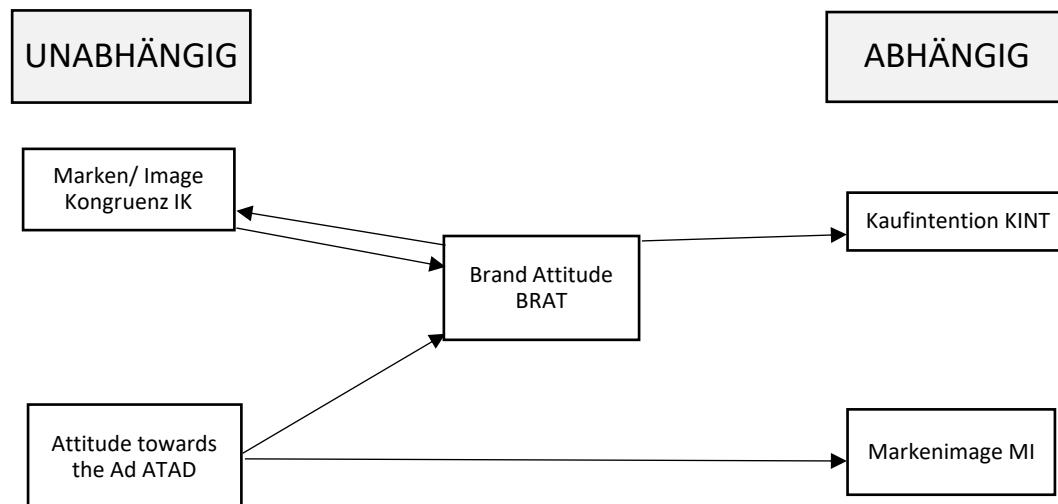 UNABHÄNGIG
ABHÄNGIG
Marken/ Image
Kongruenz IK
Kaufintention KINT
Brand Attitude
BRAT
Attitude towards
the Ad ATAD
Markenimage MI